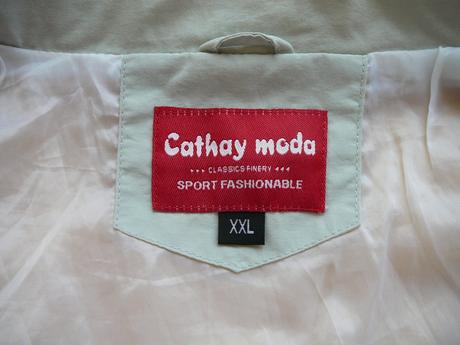 Cathay moda
CLASSICS FINERY
SPORT FASHIONABLE
XXL